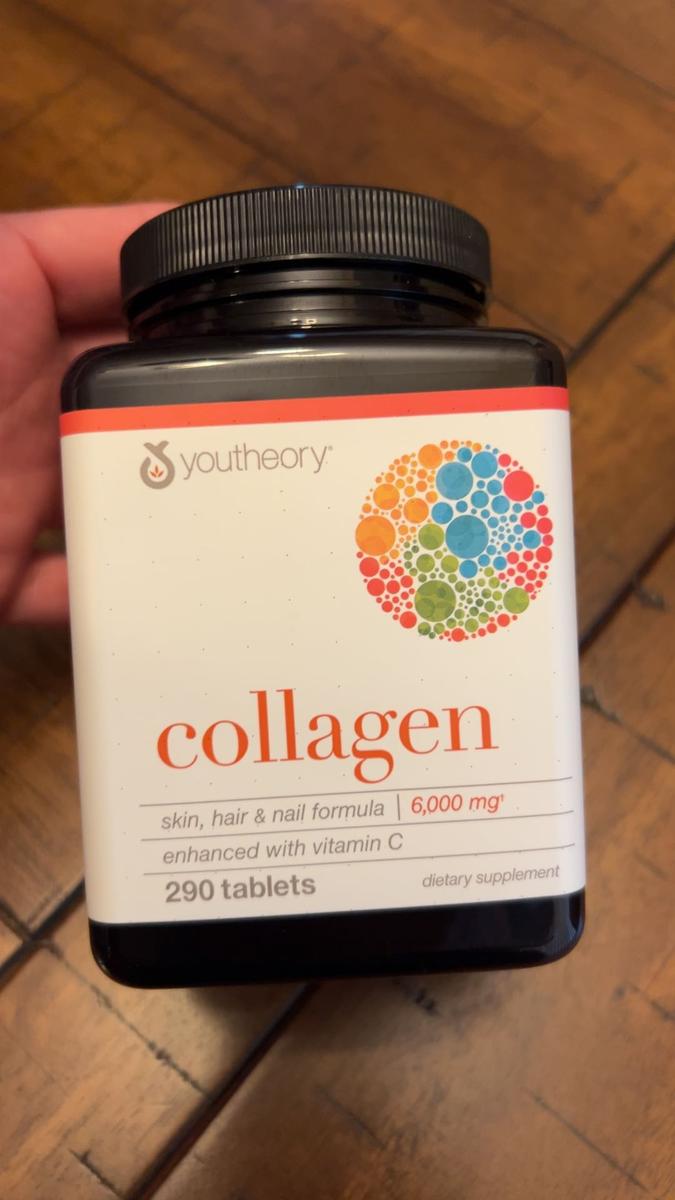 youtheory®
collagen
skin, hair & nail formula | 6,000 mg†
enhanced with vitamin C
290 tablets
dietary supplement